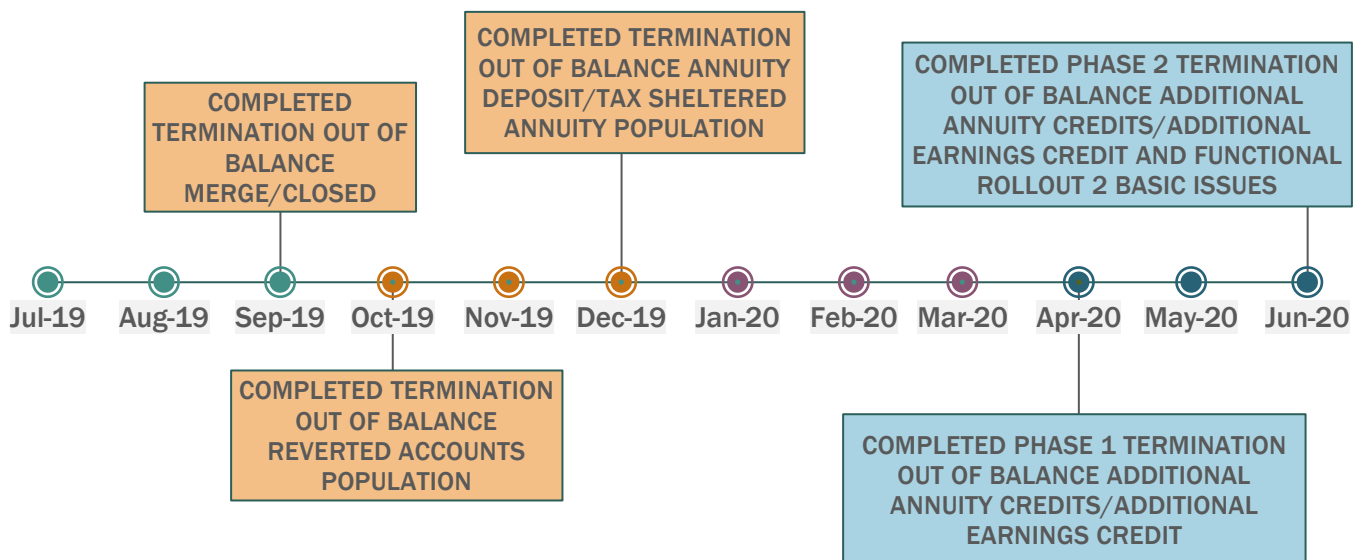 COMPLETED
TERMINATION OUT OF
BALANCE
MERGE/CLOSED
COMPLETED TERMINATION
OUT OF BALANCE ANNUITY
DEPOSIT/TAX SHELTERED
ANNUITY POPULATION
COMPLETED PHASE 2 TERMINATION
OUT OF BALANCE ADDITIONAL
ANNUITY CREDITS/ADDITIONAL
EARNINGS CREDIT AND FUNCTIONAL
ROLLOUT 2 BASIC ISSUES
Jul-19 Aug-19 Sep-19 Oct-19 Nov-19 Dec-19 Jan-20 Feb-20 Mar-20 Apr-20 May-20 Jun-20
COMPLETED TERMINATION
OUT OF BALANCE
REVERTED ACCOUNTS
POPULATION
COMPLETED PHASE 1 TERMINATION
OUT OF BALANCE ADDITIONAL
ANNUITY CREDITS/ADDITIONAL
EARNINGS CREDIT